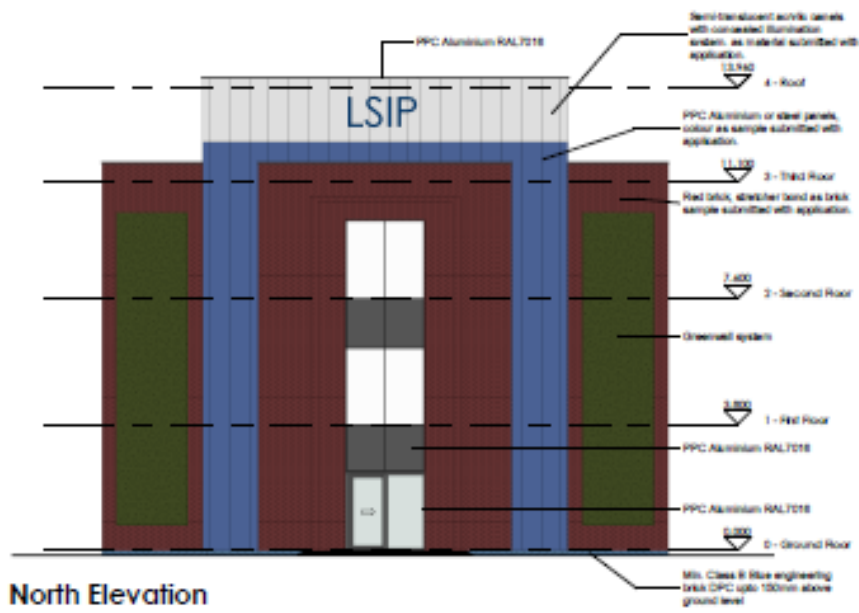 Semi-translucent acrylic panels
with concealed illumination
system. as material submitted with
application.
PPC Aluminium RAL7016
13.960
4 - Roof
LSIP
PPC Aluminium or steel panels,
colour as sample submitted with
application.
11.100
3 - Third Floor
Red brick, stretcher bond as brick
sample submitted with application.
7.600
2 - Second Floor
Greenwall system
3.800
1 - First Floor
PPC Aluminium RAL7016
PPC Aluminium RAL7016
0.000
0 - Ground Floor
Min. Class B Blue engineering
brick DPC upto 150mm above
ground level
North Elevation